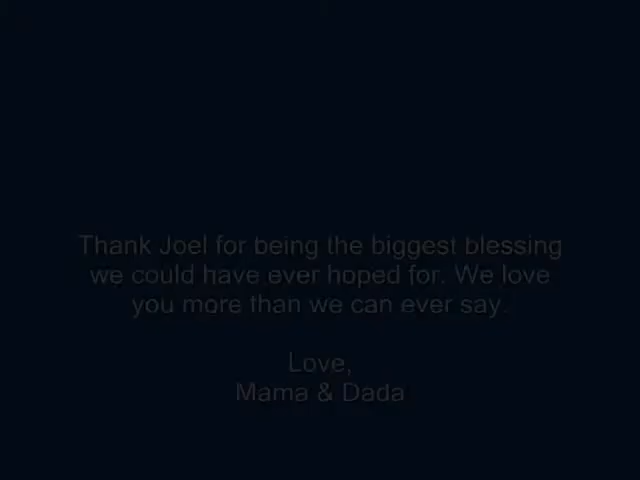 Thank Joel for being the biggest blessing
we could have ever hoped for. We love
you more than we can ever say.
Love,
Mama & Dada